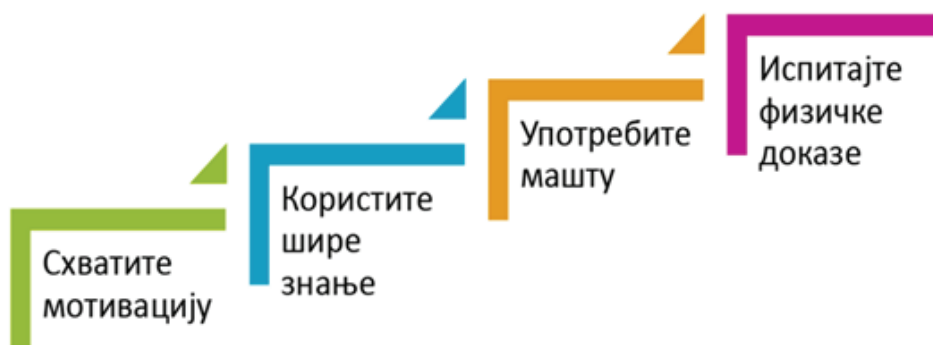 Схватите
мотивацију
Користите
шире
знање
Употребите
машту
Испитајте
физичке
доказе